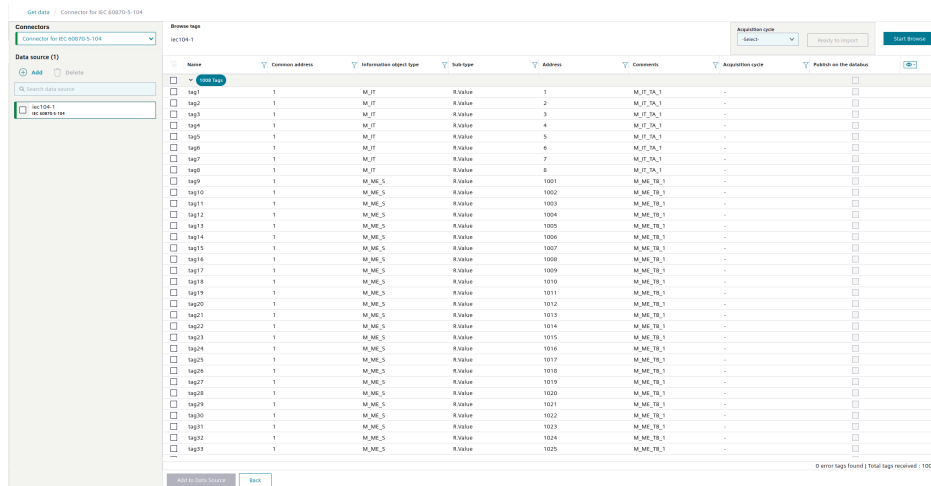 Get data / Connector for IEC 60870-5-104
Connectors
Connector for IEC 60870-5-104
Data source (1)
Add Delete
Search data source
iec104-1
IEC 60870-5-104
Browse tags
iec104-1
Acquisition cycle
-Select-
Ready to Import
Start Browse
Name Common address Information object type Sub-type Address Comments Acquisition cycle Publish on the databus
1008 Tags
tag1 1 M_IT R.Value 1 M_IT_TA_1 -
tag2 1 M_IT R.Value 2 M_IT_TA_1 -
tag3 1 M_IT R.Value 3 M_IT_TA_1 -
tag4 1 M_IT R.Value 4 M_IT_TA_1 -
tag5 1 M_IT R.Value 5 M_IT_TA_1 -
tag6 1 M_IT R.Value 6 M_IT_TA_1 -
tag7 1 M_IT R.Value 7 M_IT_TA_1 -
tag8 1 M_IT R.Value 8 M_IT_TA_1 -
tag9 1 M_ME_S R.Value 1001 M_ME_TB_1 -
tag10 1 M_ME_S R.Value 1002 M_ME_TB_1 -
tag11 1 M_ME_S R.Value 1003 M_ME_TB_1 -
tag12 1 M_ME_S R.Value 1004 M_ME_TB_1 -
tag13 1 M_ME_S R.Value 1005 M_ME_TB_1 -
tag14 1 M_ME_S R.Value 1006 M_ME_TB_1 -
tag15 1 M_ME_S R.Value 1007 M_ME_TB_1 -
tag16 1 M_ME_S R.Value 1008 M_ME_TB_1 -
tag17 1 M_ME_S R.Value 1009 M_ME_TB_1 -
tag18 1 M_ME_S R.Value 1010 M_ME_TB_1 -
tag19 1 M_ME_S R.Value 1011 M_ME_TB_1 -
tag20 1 M_ME_S R.Value 1012 M_ME_TB_1 -
tag21 1 M_ME_S R.Value 1013 M_ME_TB_1 -
tag22 1 M_ME_S R.Value 1014 M_ME_TB_1 -
tag23 1 M_ME_S R.Value 1015 M_ME_TB_1 -
tag24 1 M_ME_S R.Value 1016 M_ME_TB_1 -
tag25 1 M_ME_S R.Value 1017 M_ME_TB_1 -
tag26 1 M_ME_S R.Value 1018 M_ME_TB_1 -
tag27 1 M_ME_S R.Value 1019 M_ME_TB_1 -
tag28 1 M_ME_S R.Value 1020 M_ME_TB_1 -
tag29 1 M_ME_S R.Value 1021 M_ME_TB_1 -
tag30 1 M_ME_S R.Value 1022 M_ME_TB_1 -
tag31 1 M_ME_S R.Value 1023 M_ME_TB_1 -
tag32 1 M_ME_S R.Value 1024 M_ME_TB_1 -
tag33 1 M_ME_S R.Value 1025 M_ME_TB_1 -
0 error tags found | Total tags received : 100
Add to Data Source Back